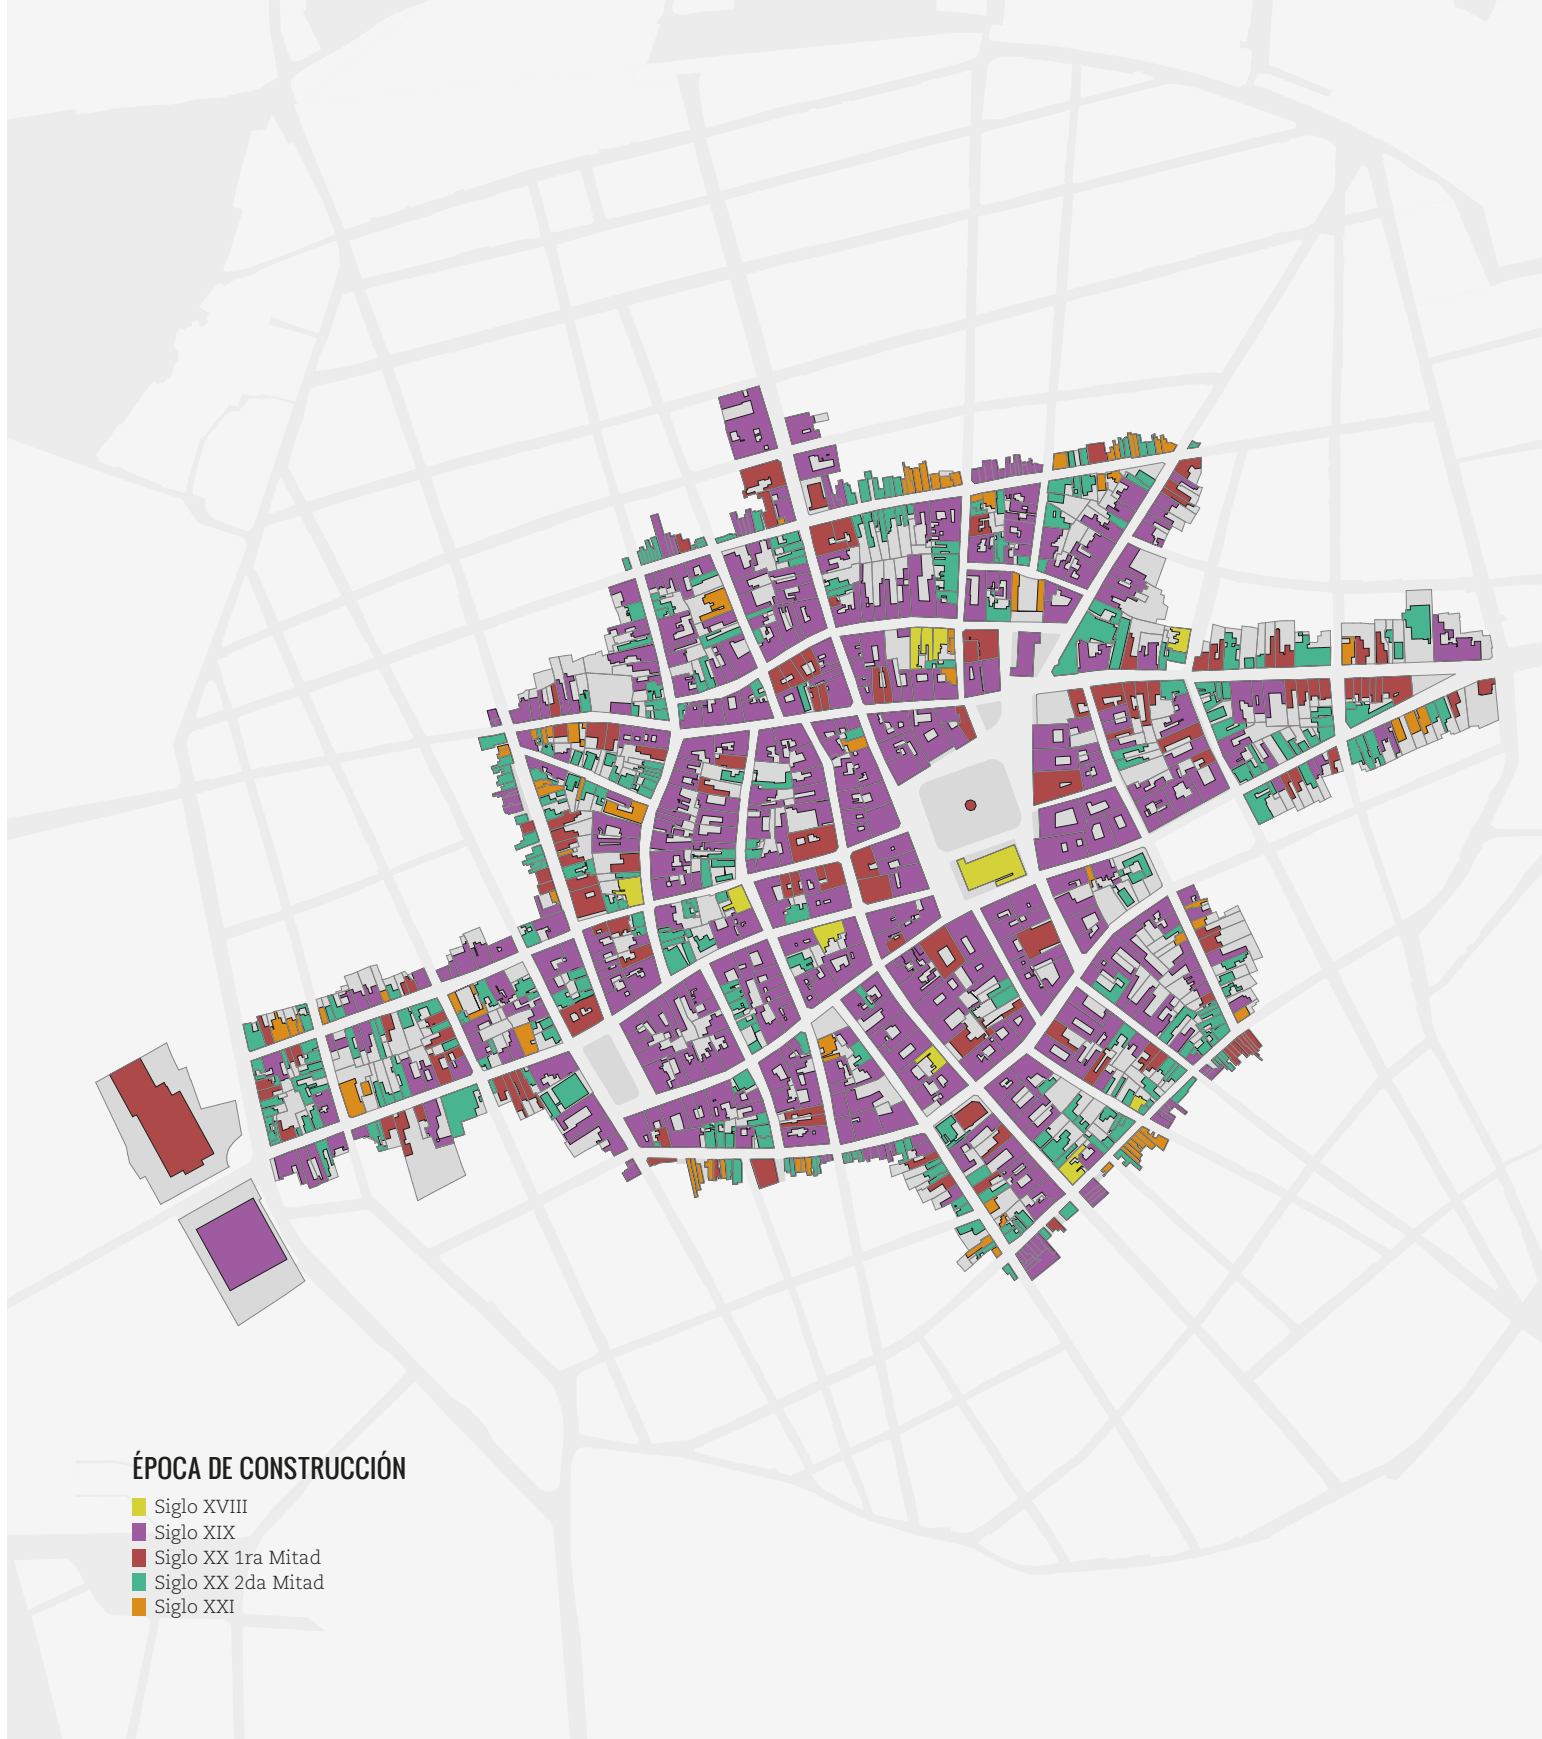 ÉPOCA DE CONSTRUCCIÓN
Siglo XVIII
Siglo XIX
Siglo XX 1ra Mitad
Siglo XX 2da Mitad
Siglo XXI